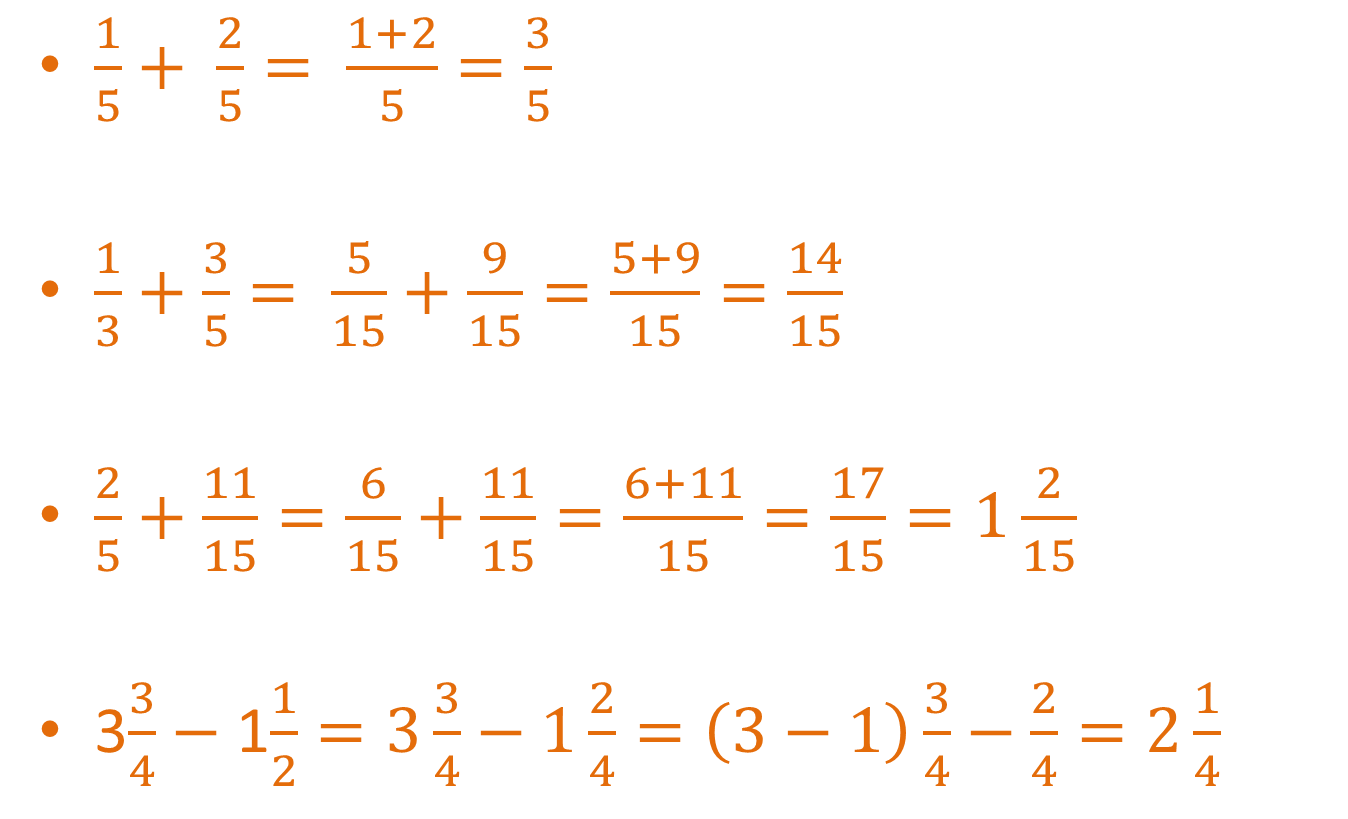 • 1/5 + 2/5 = 1+2/5 = 3/5
• 1/3 + 3/5 = 5/15 + 9/15 = 5+9/15 = 14/15
• 2/5 + 11/15 = 6/15 + 11/15 = 6+11/15 = 17/15 = 1 2/15
• 3 3/4 − 1 1/2 = 3 3/4 − 1 2/4 = (3 − 1) 3/4 − 2/4 = 2 1/4